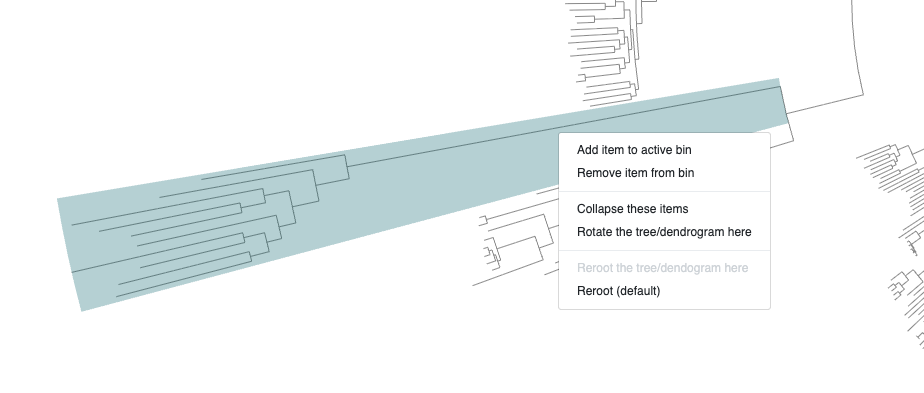 Add item to active bin
Remove item from bin
Collapse these items
Rotate the tree/dendrogram here
Reroot the tree/dendogram here
Reroot (default)